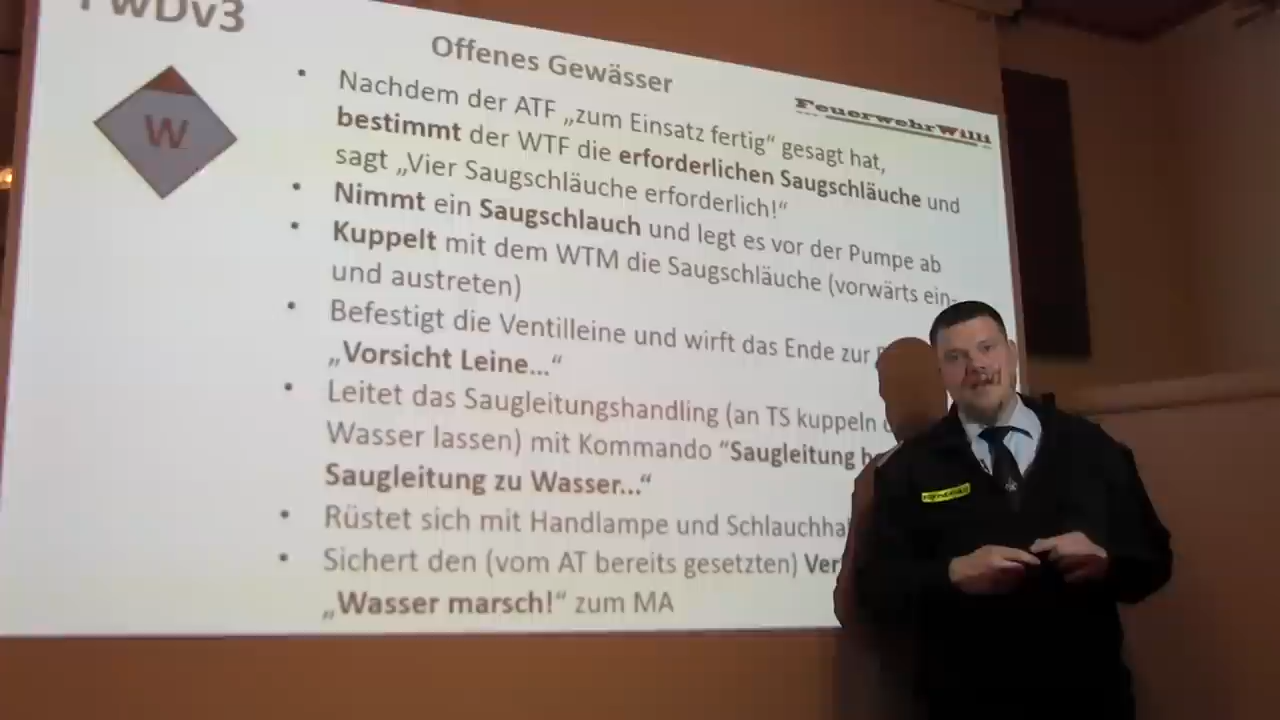 FwDv3
Offenes Gewässer
W
FeuerwehrWilli
• Nachdem der ATF „zum Einsatz fertig“ gesagt hat,
bestimmt der WTF die erforderlichen Saugschläuche und
sagt „Vier Saugschläuche erforderlich!“
• Nimmt ein Saugschlauch und legt es vor der Pumpe ab
• Kuppelt mit dem WTM die Saugschläuche (vorwärts ein-
und austreten)
• Befestigt die Ventilleine und wirft das Ende zur
„Vorsicht Leine...“
• Leitet das Saugleitungshandling (an TS kuppeln
Wasser lassen) mit Kommando “Saugleitung
Saugleitung zu Wasser...“
• Rüstet sich mit Handlampe und
• Sichert den (vom AT bereits gesetzten)
„Wasser marsch!“ zum MA